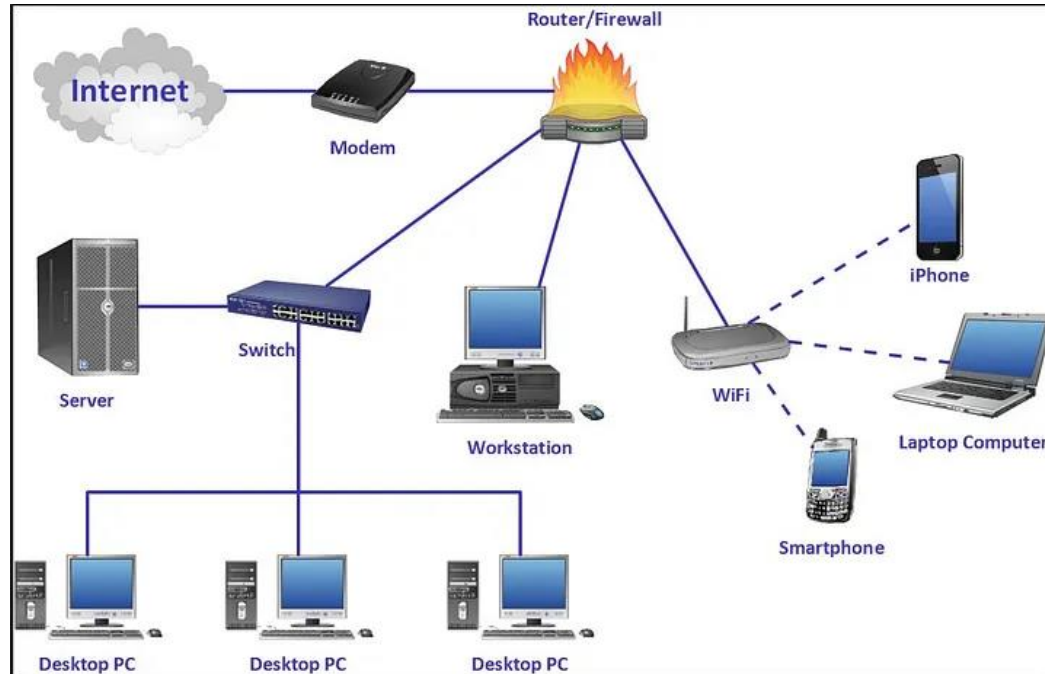 Router/Firewall
Internet
Modem
iPhone
Switch
Server
WiFi
Workstation
Laptop Computer
Smartphone
Desktop PC
Desktop PC
Desktop PC